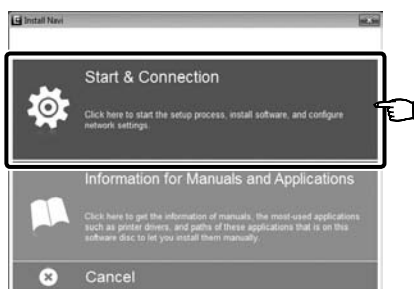 Install Navi
Start & Connection
Click here to start the setup process, install software, and configure
network settings.
Information for Manuals and Applications
Click here to get the information of manuals, the most-used applications
such as printer drivers, and paths of these applications that is on this
software disc to let you install them manually.
Cancel